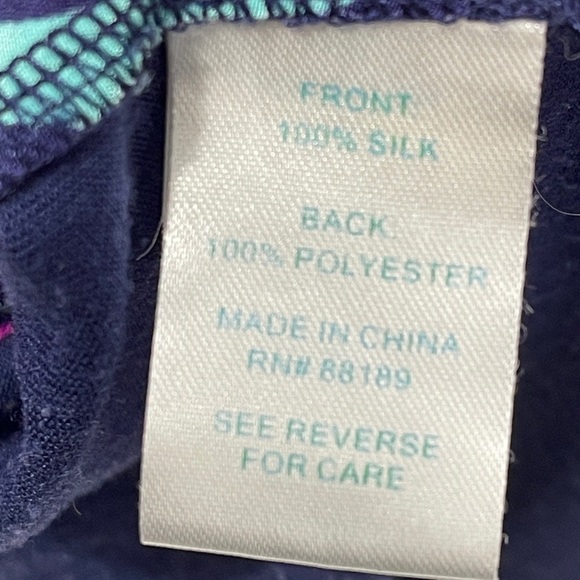 FRONT
100% SILK
BACK
100% POLYESTER
MADE IN CHINA
RN# 88189
SEE REVERSE
FOR CARE